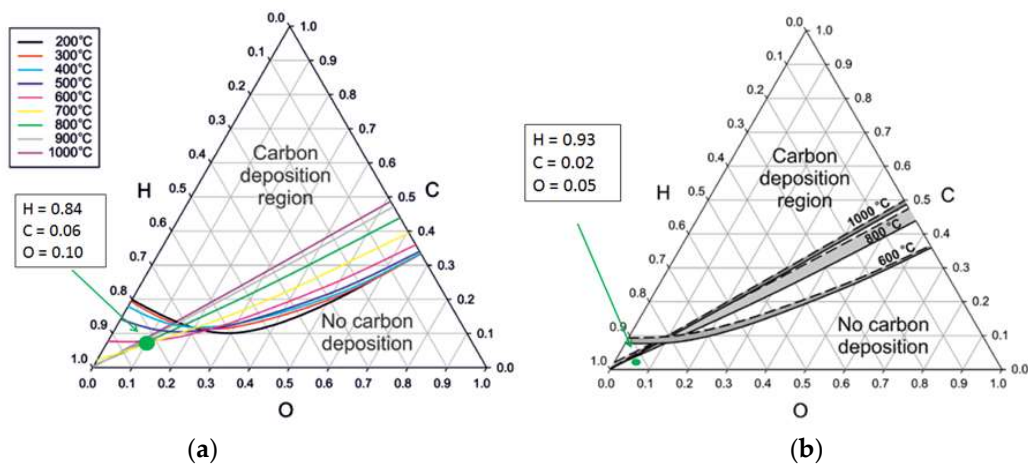 200°C
300°C
400°C
500°C
600°C
700°C
800°C
900°C
1000°C
H = 0.84
C = 0.06
O = 0.10
0.0
0.1
0.2
0.3
0.4
0.5
0.6
0.7
0.8
0.9
1.0
H
1.0
0.9
0.8
0.7
0.6
0.5
0.4
0.3
0.2
0.1
0.0
C
Carbon
deposition
region
No carbon
deposition
0.0 0.1 0.2 0.3 0.4 0.5 0.6 0.7 0.8 0.9 1.0
O
(a)
H = 0.93
C = 0.02
O = 0.05
0.0
0.1
0.2
0.3
0.4
0.5
0.6
0.7
0.8
0.9
1.0
H
1.0
0.9
0.8
0.7
0.6
0.5
0.4
0.3
0.2
0.1
0.0
C
Carbon
deposition
region
1000 °C
800 °C
600 °C
No carbon
deposition
0.0 0.1 0.2 0.3 0.4 0.5 0.6 0.7 0.8 0.9 1.0
O
(b)